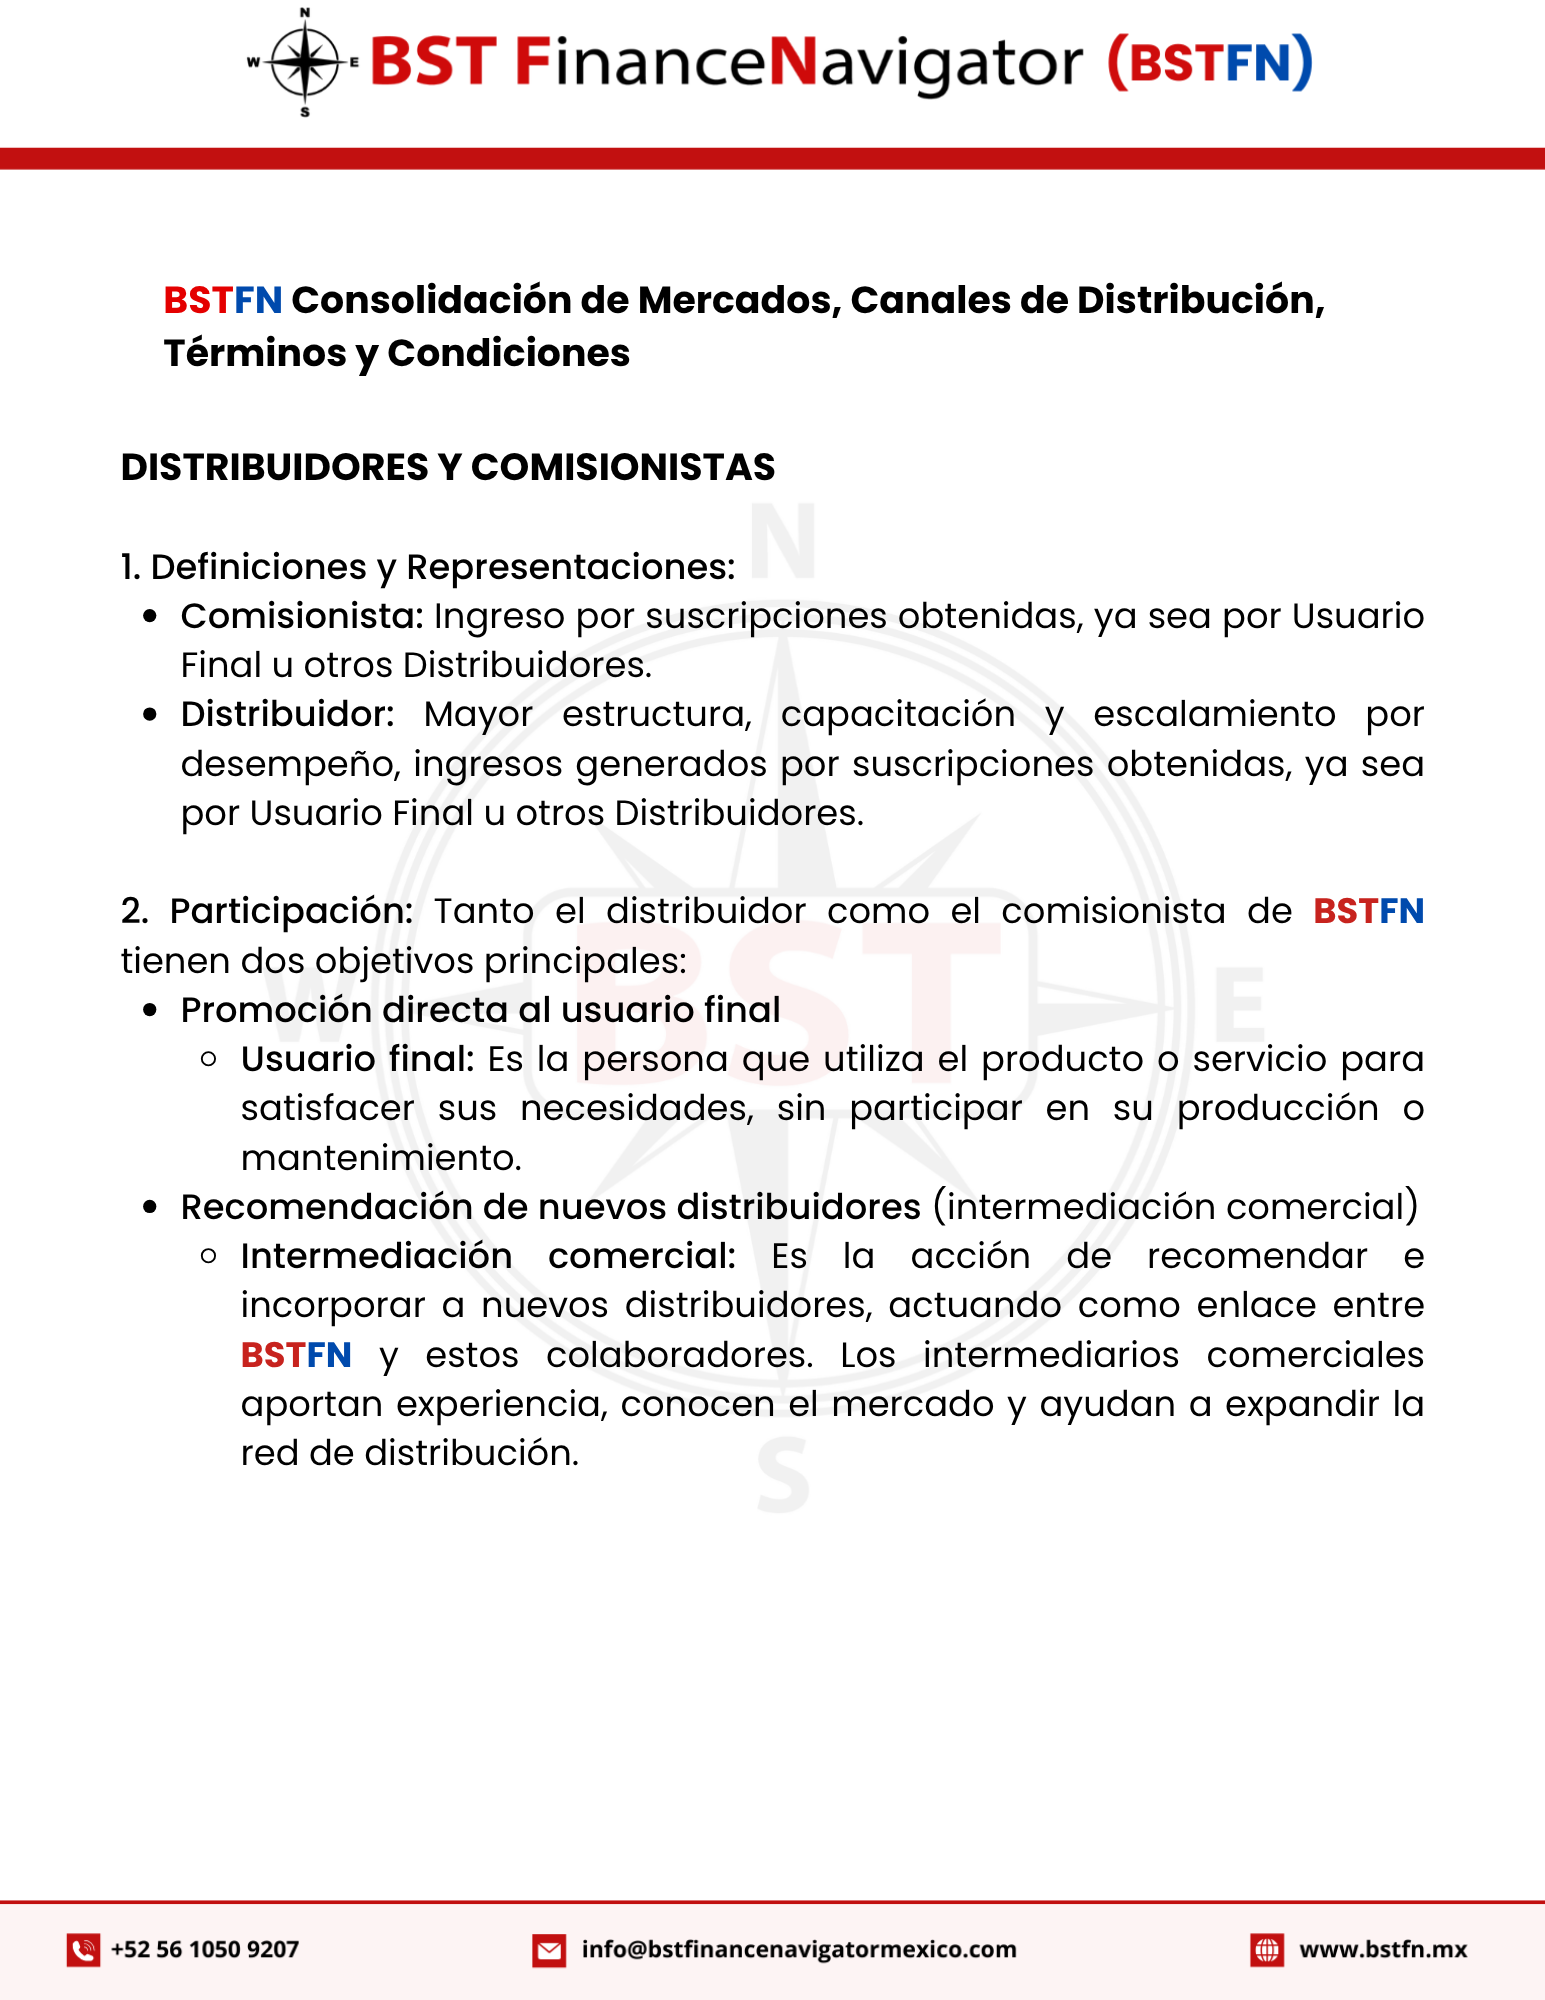 N
W E BST FinanceNavigator (BSTFN)
S
BSTFN Consolidación de Mercados, Canales de Distribución,
Términos y Condiciones
DISTRIBUIDORES Y COMISIONISTAS
N
1. Definiciones y Representaciones:
• Comisionista: Ingreso por suscripciones obtenidas, ya sea por Usuario
Final u otros Distribuidores.
• Distribuidor: Mayor estructura, capacitación y escalamiento por
desempeño, ingresos generados por suscripciones obtenidas, ya sea
por Usuario Final u otros Distribuidores.
2. Participación: Tanto el distribuidor como el comisionista de BSTFN
tienen dos objetivos principales:
W BST E
• Promoción directa al usuario final
○ Usuario final: Es la persona que utiliza el producto o servicio para
satisfacer sus necesidades, sin participar en su producción o
mantenimiento.
• Recomendación de nuevos distribuidores (intermediación comercial)
○ Intermediación comercial: Es la acción de recomendar e
incorporar a nuevos distribuidores, actuando como enlace entre
BSTFN y estos colaboradores. Los intermediarios comerciales
aportan experiencia, conocen el mercado y ayudan a expandir la
red de distribución.
S
+52 56 1050 9207 info@bstfinancenavigatormexico.com www.bstfn.mx